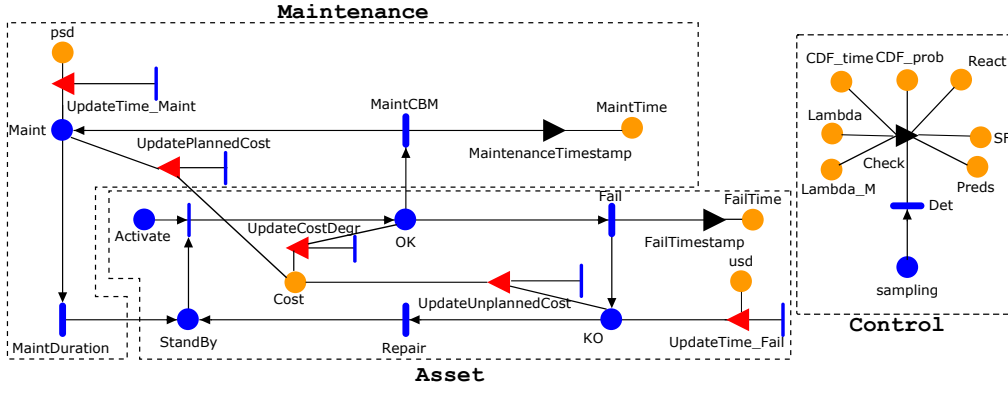 Maintenance
psd
UpdateTime_Maint
Maint
UpdatePlannedCost
MaintCBM
MaintenanceTimestamp
MaintTime
CDF_time CDF_prob
React
Lambda
Check
Lambda_M
Preds
Det
sampling
Control
Activate
UpdateCostDegr
OK
Fail
FailTime
FailTimestamp
usd
Cost
UpdateUnplannedCost
MaintDuration
StandBy
Repair
KO
UpdateTime_Fail
Asset